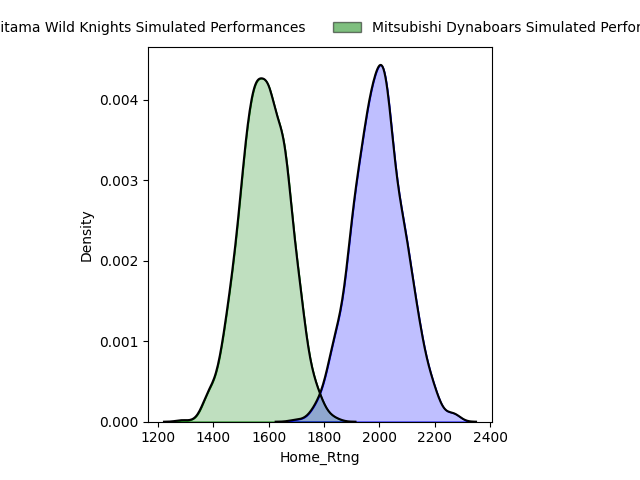 itama Wild Knights Simulated Performances Mitsubishi Dynaboars Simulated Perfor
0.004
0.003
0.002
0.001
0.000
Density
1200 1400 1600 1800 2000 2200 2400
Home_Rtng